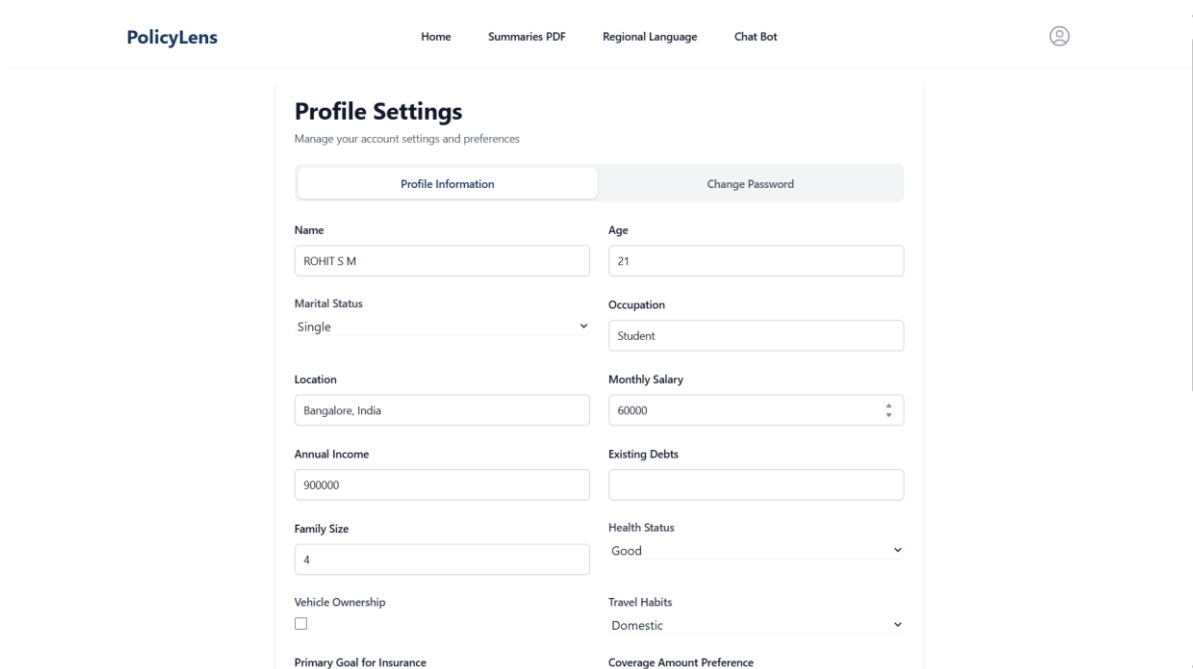 PolicyLens Home Summaries PDF Regional Language Chat Bot
Profile Settings
Manage your account settings and preferences
Profile Information Change Password
Name Age
ROHIT S M 21
Marital Status Occupation
Single Student
Location Monthly Salary
Bangalore, India 60000
Annual Income Existing Debts
900000
Family Size Health Status
4 Good
Vehicle Ownership Travel Habits
Domestic
Primary Goal for Insurance Coverage Amount Preference